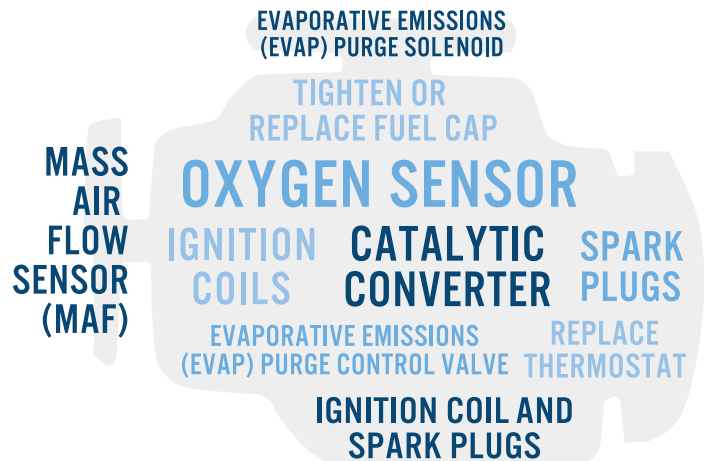 EVAPORATIVE EMISSIONS
(EVAP) PURGE SOLENOID
TIGHTEN OR
REPLACE FUEL CAP
MASS
AIR
FLOW
SENSOR
(MAF)
OXYGEN SENSOR
IGNITION
COILS
CATALYTIC
CONVERTER
SPARK
PLUGS
EVAPORATIVE EMISSIONS
(EVAP) PURGE CONTROL VALVE
REPLACE
THERMOSTAT
IGNITION COIL AND
SPARK PLUGS